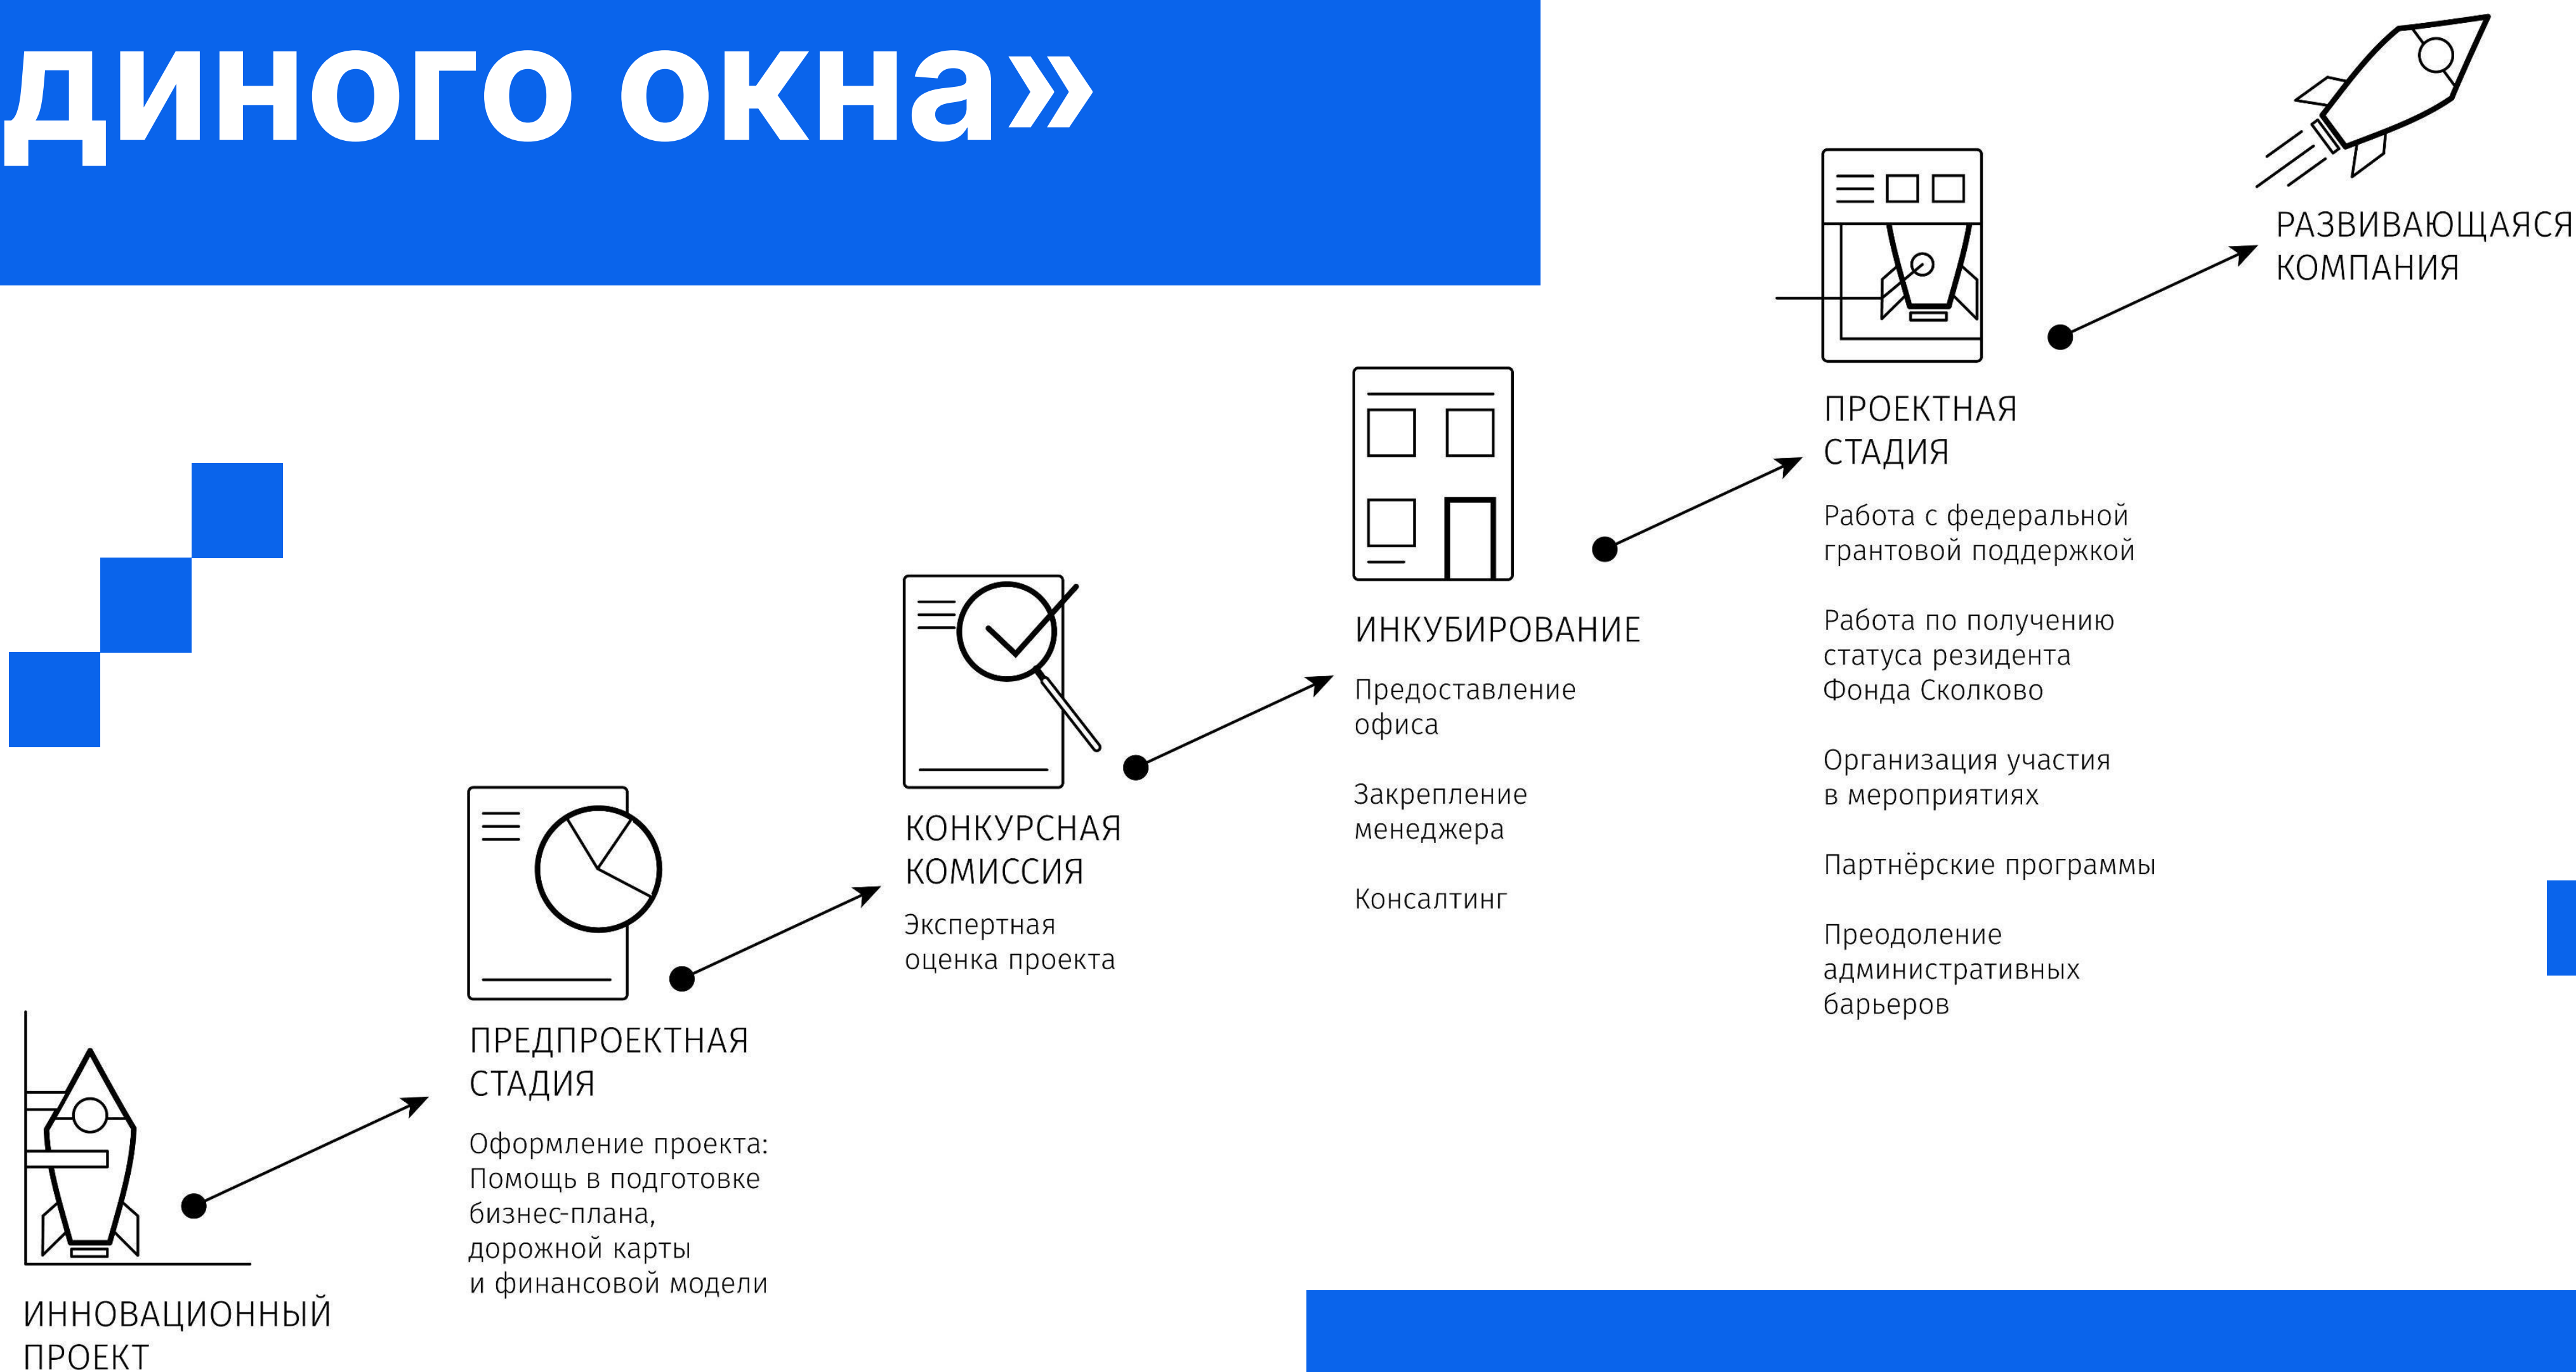 диного окна»
РАЗВИВАЮЩАЯСЯ
КОМПАНИЯ
ПРОЕКТНАЯ
СТАДИЯ
Работа с федеральной
грантовой поддержкой
Работа по получению
статуса резидента
Фонда Сколково
Организация участия
в мероприятиях
Партнёрские программы
Преодоление
административных
барьеров
ИНКУБИРОВАНИЕ
Предоставление
офиса
Закрепление
менеджера
Консалтинг
КОНКУРСНАЯ
КОМИССИЯ
Экспертная
оценка проекта
ПРЕДПРОЕКТНАЯ
СТАДИЯ
Оформление проекта:
Помощь в подготовке
бизнес-плана,
дорожной карты
и финансовой модели
ИННОВАЦИОННЫЙ
ПРОЕКТ